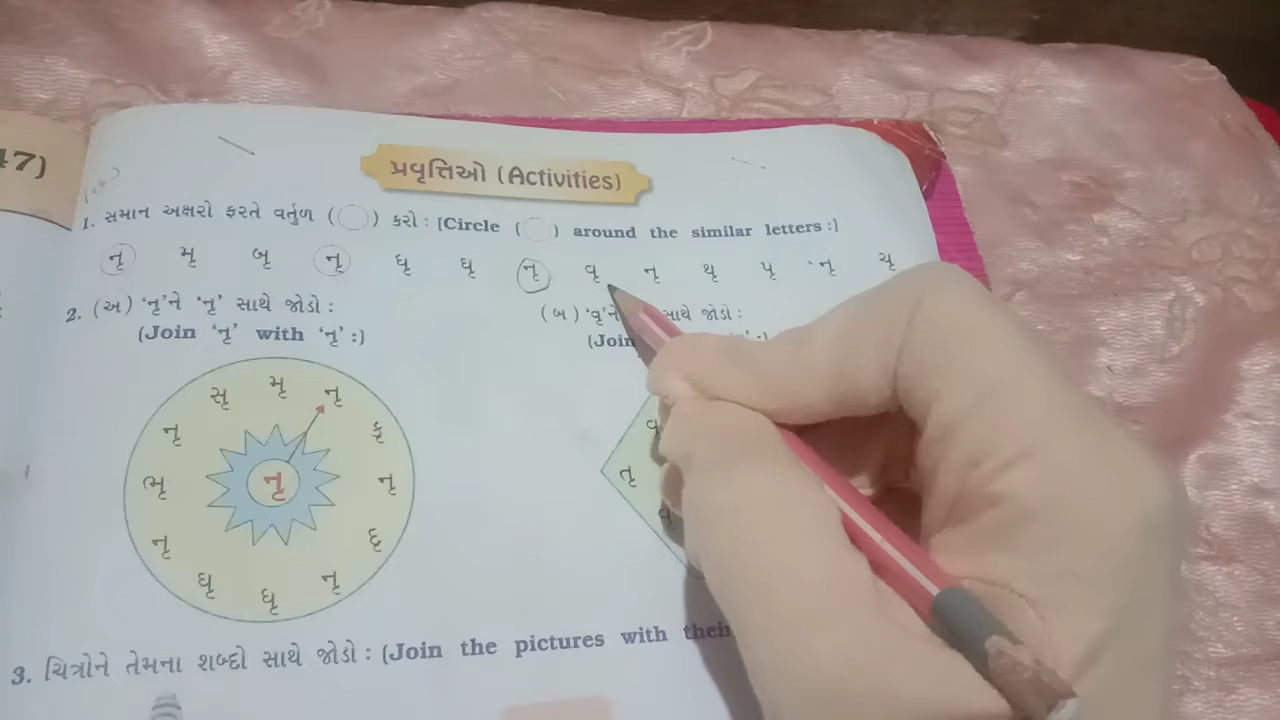 47)
પ્રવૃત્તિઓ (Activities)
1. સમાન અક્ષરો ફરતે વર્તુળ ( ) કરો : [Circle ( ) around the similar letters :]
નૃ મૃ બૃ નૃ ધૃ ઘૃ નૃ વૃ નૃ થૃ પૃ નૃ ચૃ
2. (અ) ‘નૃ’ને ‘નૃ’ સાથે જોડો :
(Join ‘નૃ’ with ‘નૃ’ :)
(બ) ‘વૃ’ને સાથે જોડો :
(Join
સૃ મૃ નૃ
નૃ કૃ
ભૃ નૃ નૃ
નૃ દૃ
ઘૃ ધૃ નૃ
વૃ
તૃ
વૃ
3. ચિત્રોને તેમના શબ્દો સાથે જોડો : (Join the pictures with their